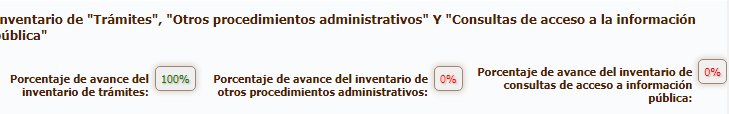 nventario de "Trámites", "Otros procedimientos administrativos" Y "Consultas de acceso a la información
ública"
Porcentaje de avance del
inventario de trámites:
100%
Porcentaje de avance del inventario de
otros procedimientos administrativos:
0%
Porcentaje de avance del inventario de
consultas de acceso a información
pública:
0%